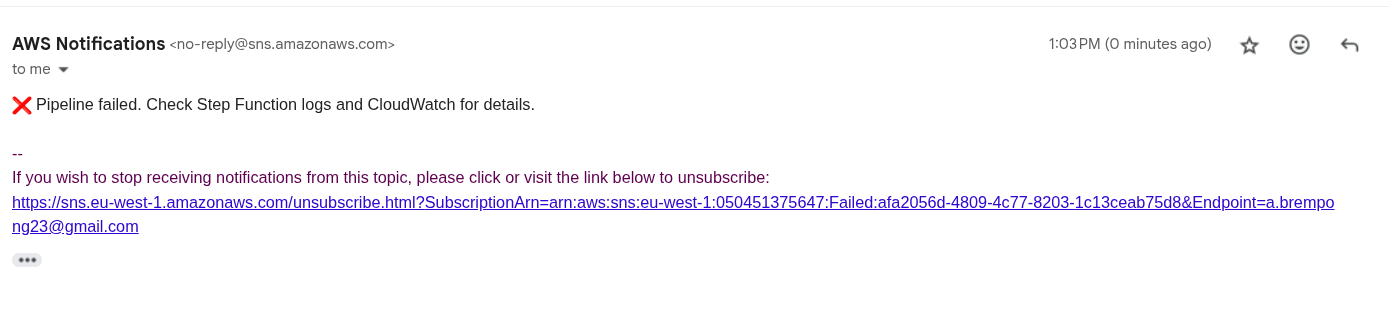 AWS Notifications <no-reply@sns.amazonaws.com> 1:03 PM (0 minutes ago)
to me
❌ Pipeline failed. Check Step Function logs and CloudWatch for details.
--
If you wish to stop receiving notifications from this topic, please click or visit the link below to unsubscribe:
https://sns.eu-west-1.amazonaws.com/unsubscribe.html?SubscriptionArn=arn:aws:sns:eu-west-1:050451375647:Failed:afa2056d-4809-4c77-8203-1c13ceab75d8&Endpoint=a.brempo
ng23@gmail.com